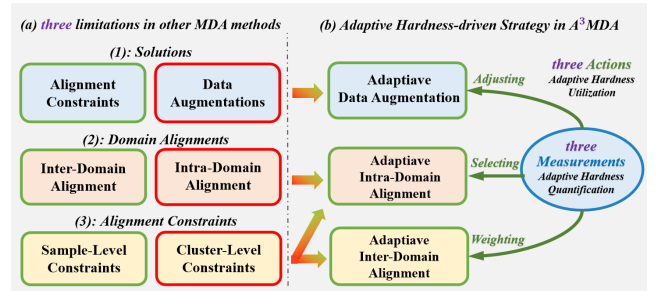 (a) three limitations in other MDA methods
(1): Solutions
Alignment
Constraints
Data
Augmentations
(2): Domain Alignments
Inter-Domain
Alignment
Intra-Domain
Alignment
(3): Alignment Constraints
Sample-Level
Constraints
Cluster-Level
Constraints
(b) Adaptive Hardness-driven Strategy in A³MDA
Adaptiave
Data Augmentation
Adaptiave
Intra-Domain
Alignment
Adaptiave
Inter-Domain
Alignment
Adjusting
Selecting
Weighting
three Actions
Adaptive Hardness
Utilization
three
Measurements
Adaptive Hardness
Quantification